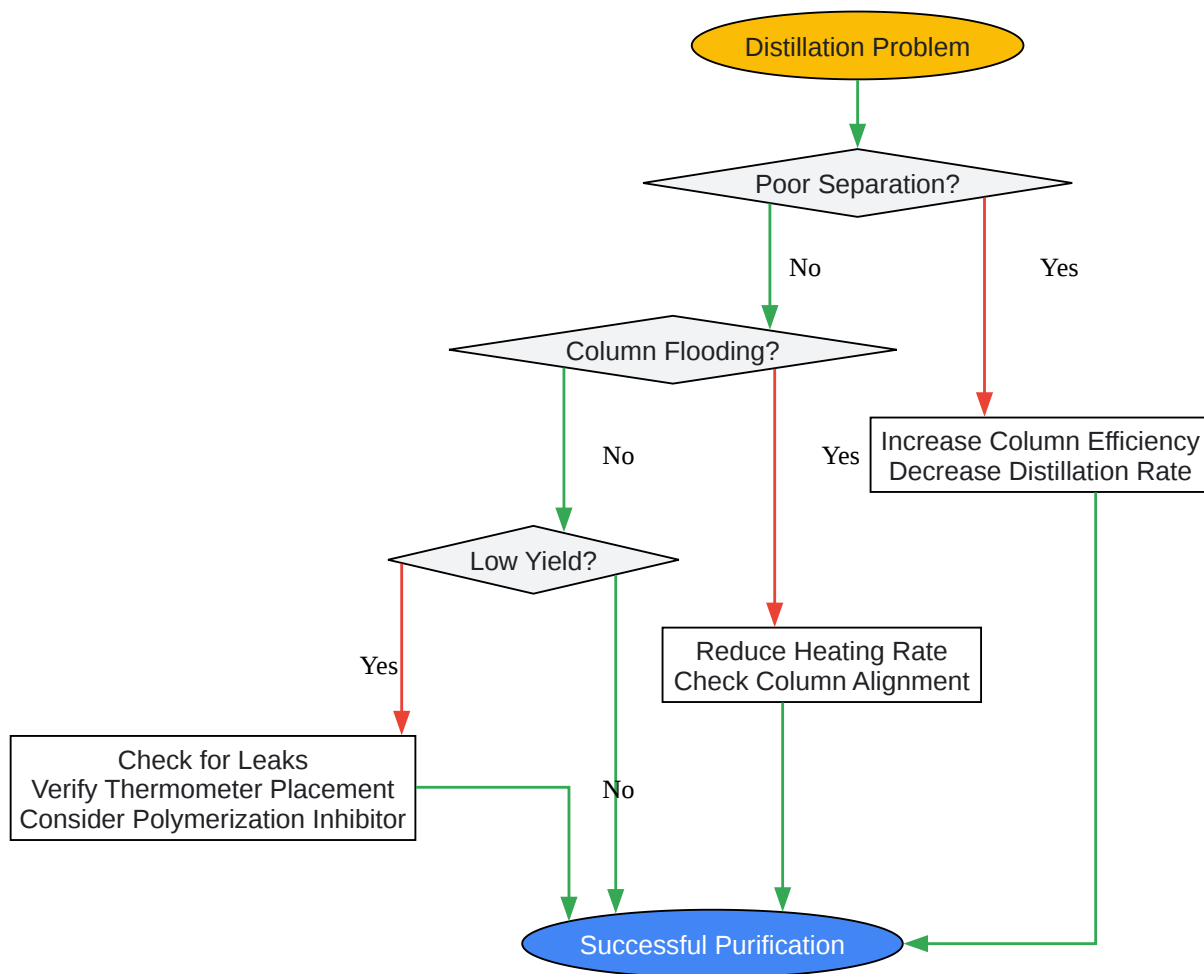 Distillation Problem
Poor Separation?
No
Yes
Column Flooding?
Increase Column Efficiency
Decrease Distillation Rate
No
Yes
Low Yield?
Reduce Heating Rate
Check Column Alignment
Yes
Check for Leaks
Verify Thermometer Placement
Consider Polymerization Inhibitor
No
Successful Purification